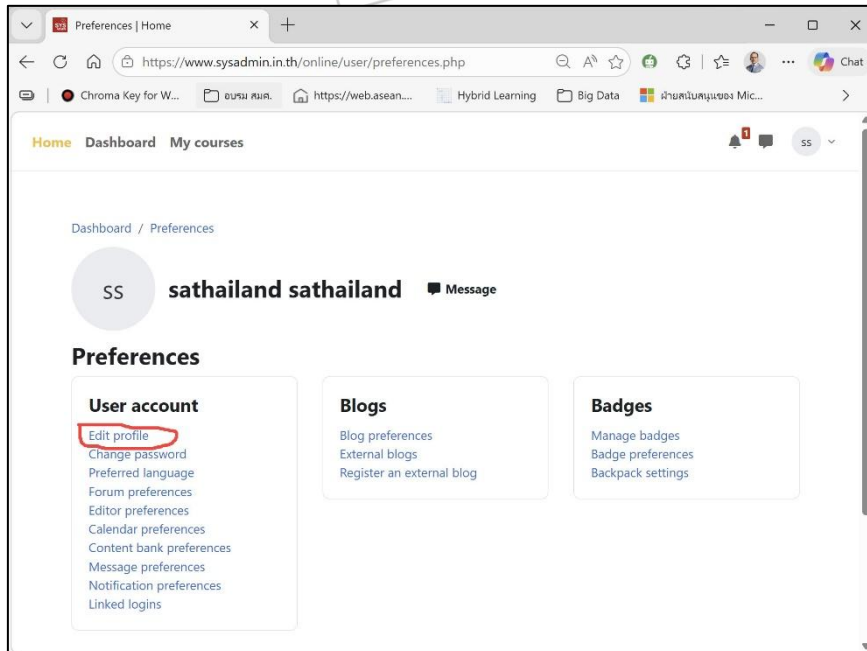 Preferences | Home
https://www.sysadmin.in.th/online/user/preferences.php
Chat
Chroma Key for W...
อบรม สมศ.
https://web.asean....
Hybrid Learning
Big Data
ฝ่ายสนับสนุนของ Mic...
Home Dashboard My courses
1
ss
Dashboard / Preferences
ss
sathailand sathailand
Message
Preferences
User account
Edit profile
Change password
Preferred language
Forum preferences
Editor preferences
Calendar preferences
Content bank preferences
Message preferences
Notification preferences
Linked logins
Blogs
Blog preferences
External blogs
Register an external blog
Badges
Manage badges
Badge preferences
Backpack settings